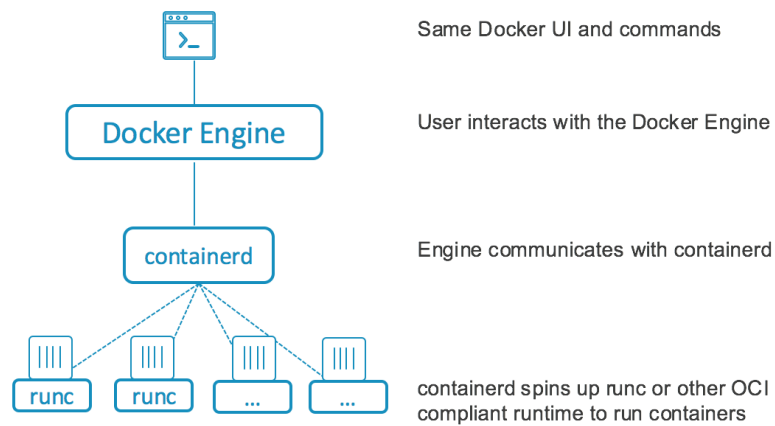 >_
Same Docker UI and commands
Docker Engine
User interacts with the Docker Engine
containerd
Engine communicates with containerd
runc
runc
...
...
containerd spins up runc or other OCI
compliant runtime to run containers